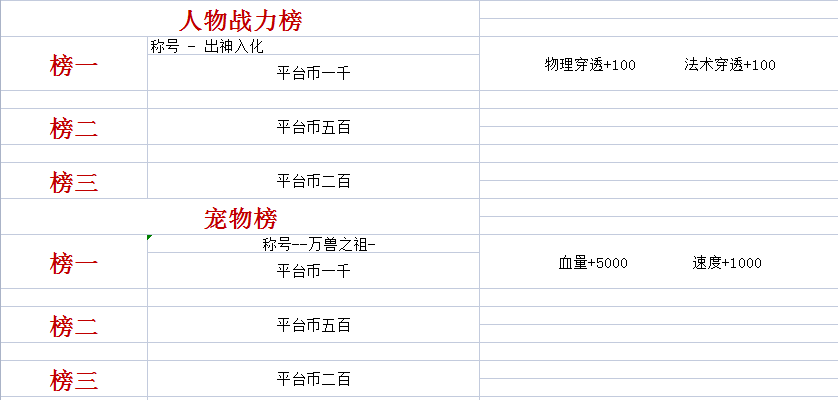 人物战力榜
榜一
称号 - 出神入化
平台币一千
物理穿透+100 法术穿透+100
榜二
平台币五百
榜三
平台币二百
宠物榜
榜一
称号--万兽之祖-
平台币一千
血量+5000 速度+1000
榜二
平台币五百
榜三
平台币二百